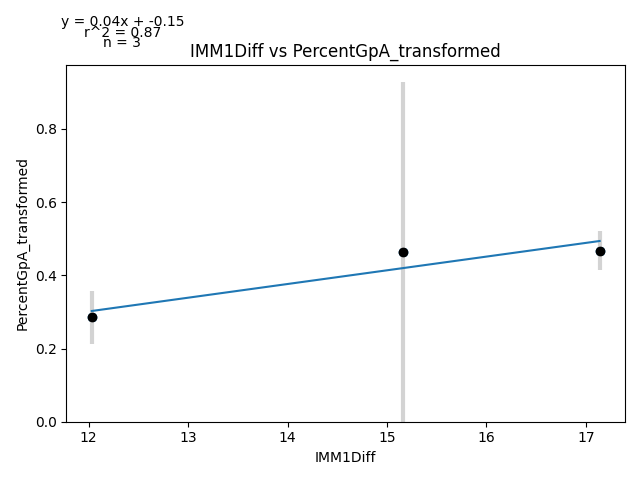 y = 0.04x + -0.15
r^2 = 0.87
n = 3
IMM1Diff vs PercentGpA_transformed
PercentGpA_transformed
0.8
0.6
0.4
0.2
0.0
12 13 14 15 16 17
IMM1Diff